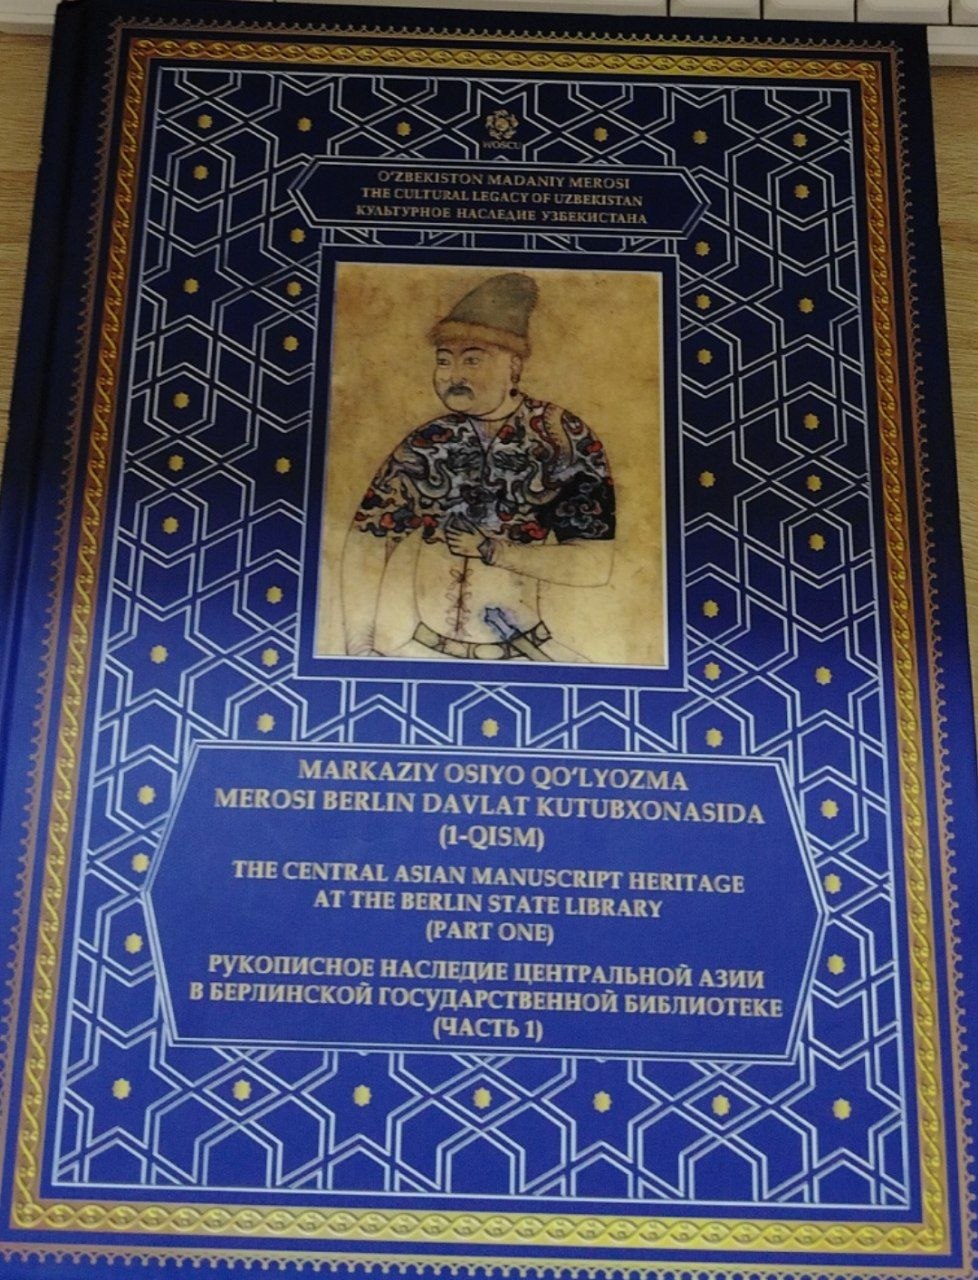 WOSCU
O‘ZBEKISTON MADANIY MEROSI
THE CULTURAL LEGACY OF UZBEKISTAN
КУЛЬТУРНОЕ НАСЛЕДИЕ УЗБЕКИСТАНА
MARKAZIY OSIYO QO‘LYOZMA
MEROSI BERLIN DAVLAT KUTUBXONASIDA
(1-QISM)
THE CENTRAL ASIAN MANUSCRIPT HERITAGE
AT THE BERLIN STATE LIBRARY
(PART ONE)
РУКОПИСНОЕ НАСЛЕДИЕ ЦЕНТРАЛЬНОЙ АЗИИ
В БЕРЛИНСКОЙ ГОСУДАРСТВЕННОЙ БИБЛИОТЕКЕ
(ЧАСТЬ 1)